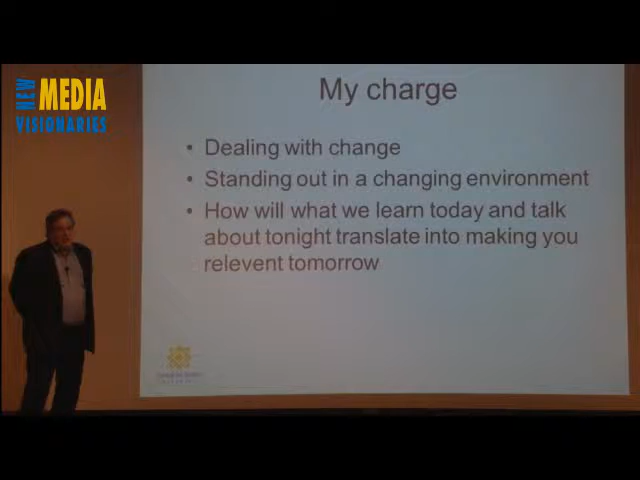 NEW MEDIA
VISIONARIES
My charge
• Dealing with change
• Standing out in a changing environment
• How will what we learn today and talk
about tonight translate into making you
relevent tomorrow